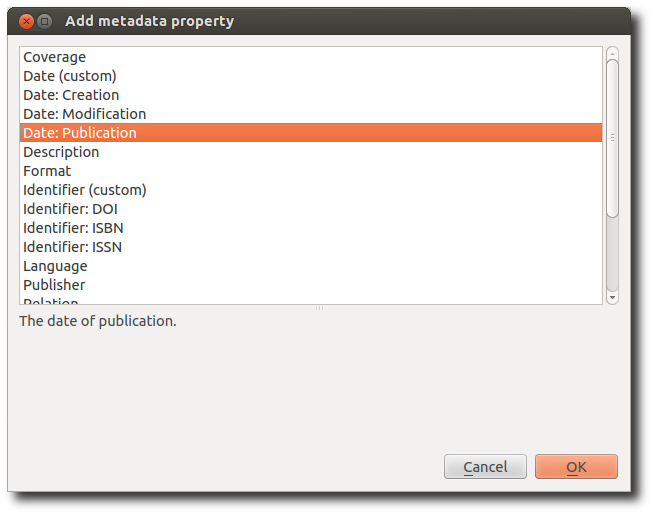 Add metadata property
Coverage
Date (custom)
Date: Creation
Date: Modification
Date: Publication
Description
Format
Identifier (custom)
Identifier: DOI
Identifier: ISBN
Identifier: ISSN
Language
Publisher
Relation
The date of publication.
Cancel
OK